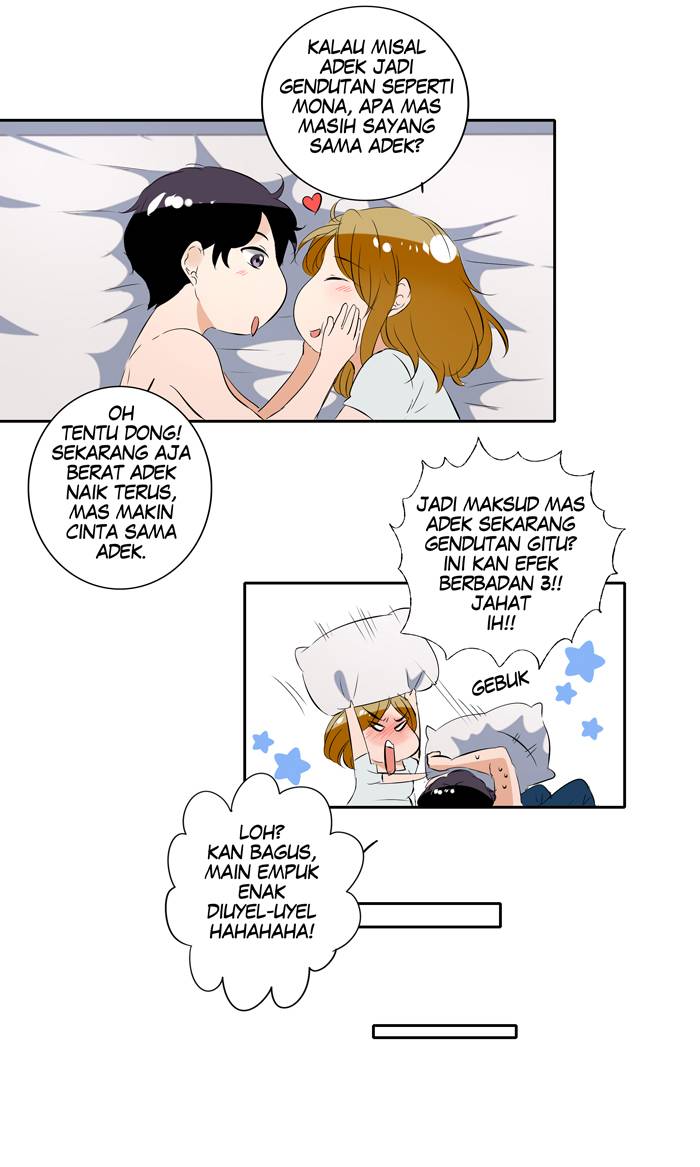 KALAU MISAL
ADEK JADI
GENDUTAN SEPERTI
MONA, APA MAS
MASIH SAYANG
SAMA ADEK?
OH
TENTU DONG!
SEKARANG AJA
BERAT ADEK
NAIK TERUS,
MAS MAKIN
CINTA SAMA
ADEK.
JADI MAKSUD MAS
ADEK SEKARANG
GENDUTAN GITU?
INI KAN EFEK
BERBADAN 3!!
JAHAT
IH!!
GEBUK
LOH?
KAN BAGUS,
MAIN EMPUK
ENAK
DIUYEL-UYEL
HAHAHAHA!